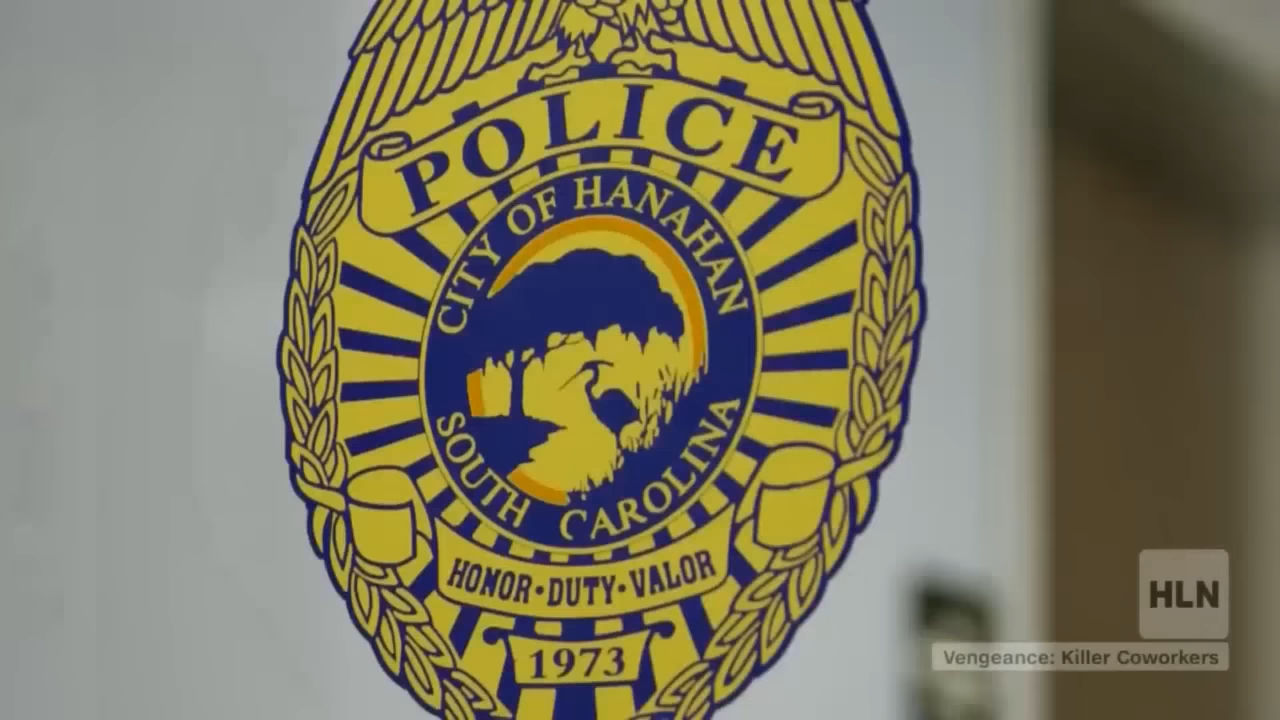 POLICE
CITY OF HANAHAN
SOUTH CAROLINA
HONOR·DUTY·VALOR
1973
HLN
Vengeance: Killer Coworkers